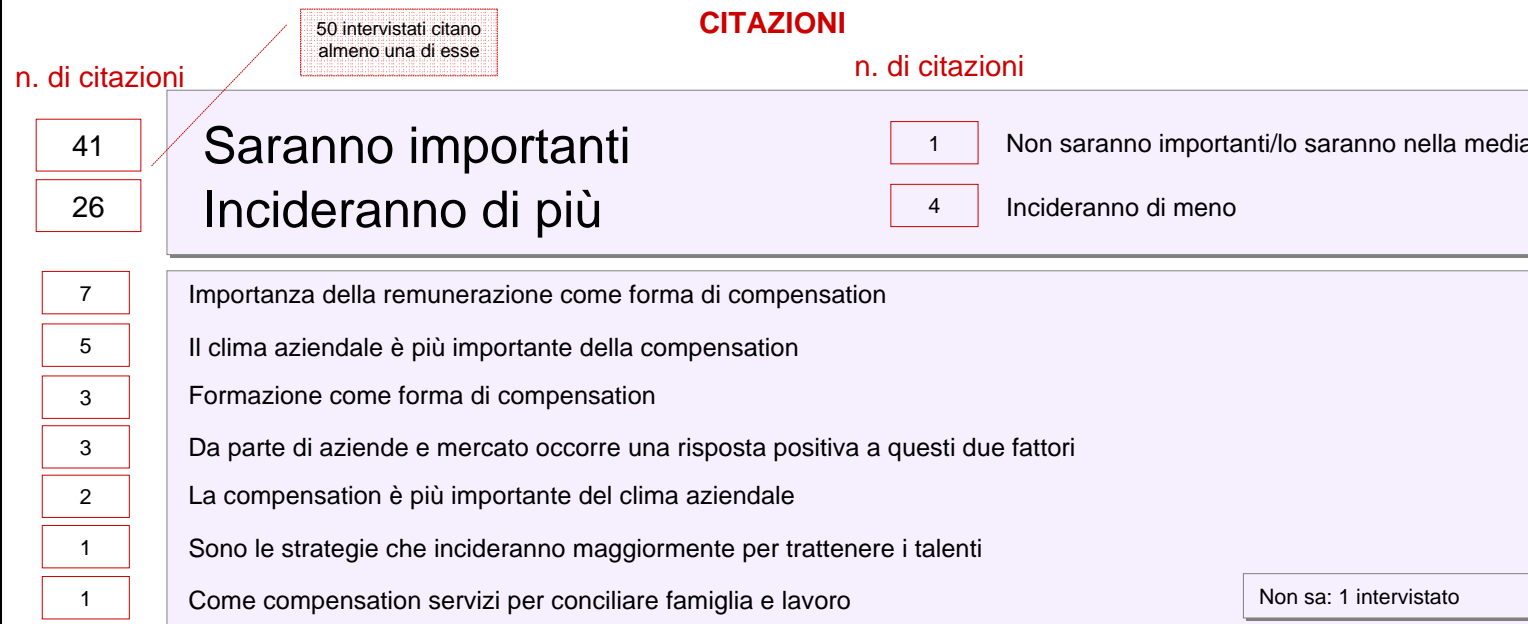 CITAZIONI
50 intervistati citano
almeno una di esse
n. di citazioni
n. di citazioni
41 Saranno importanti
1 Non saranno importanti/lo saranno nella media
26 Incideranno di più
4 Incideranno di meno
7 Importanza della remunerazione come forma di compensation
5 Il clima aziendale è più importante della compensation
3 Formazione come forma di compensation
3 Da parte di aziende e mercato occorre una risposta positiva a questi due fattori
2 La compensation è più importante del clima aziendale
1 Sono le strategie che incideranno maggiormente per trattenere i talenti
1 Come compensation servizi per conciliare famiglia e lavoro
Non sa: 1 intervistato